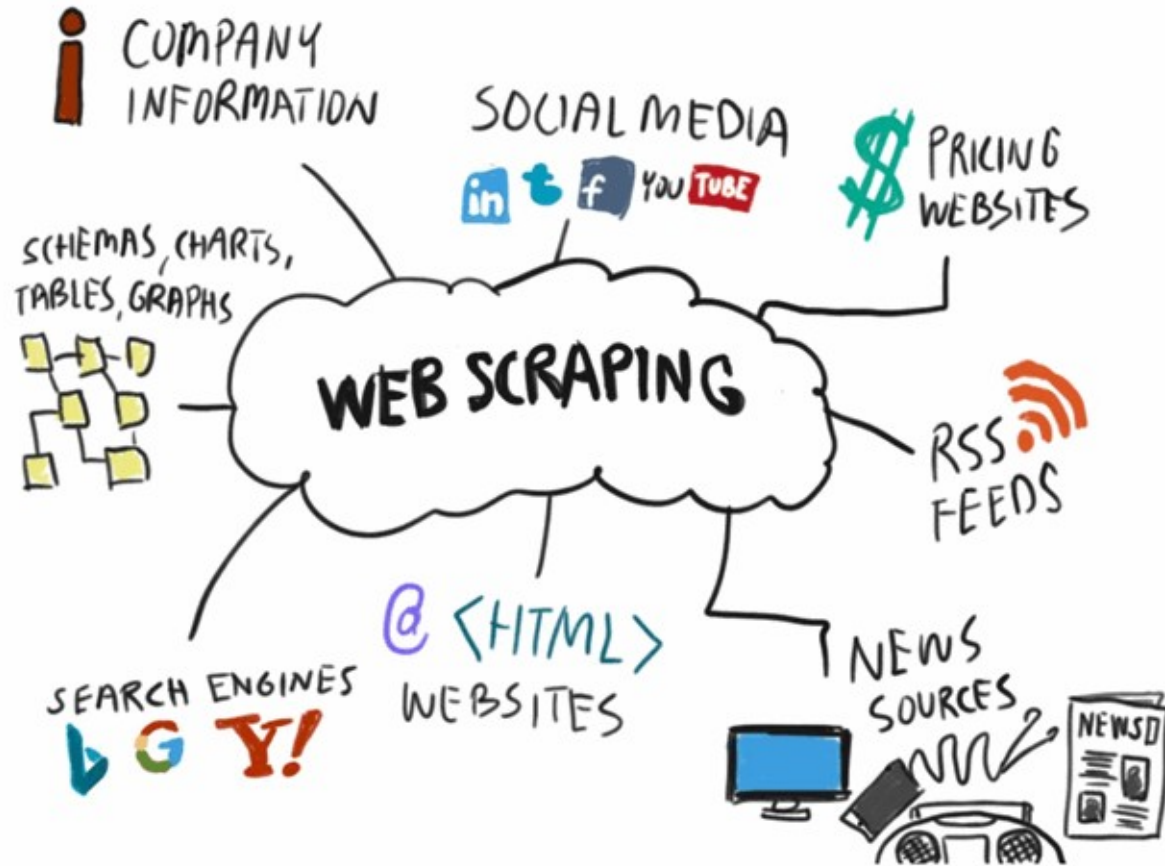 i COMPANY
INFORMATION
SOCIAL MEDIA
in t f YOU TUBE
$ PRICING
WEBSITES
SCHEMAS, CHARTS,
TABLES, GRAPHS
WEB SCRAPING
RSS
FEEDS
@ <HTML>
WEBSITES
SEARCH ENGINES
b G Y!
NEWS
SOURCES
NEWS